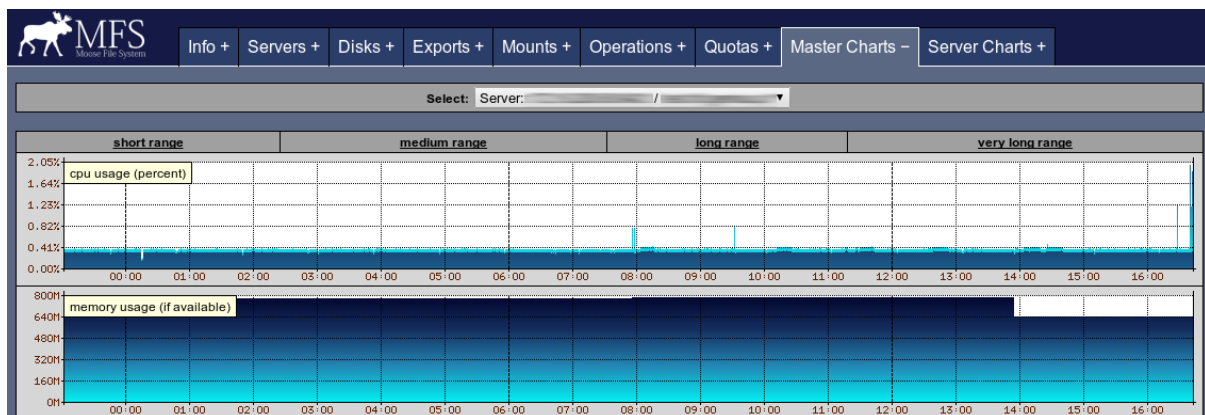 MFS
Moose File System
Info + Servers + Disks + Exports + Mounts + Operations + Quotas + Master Charts − Server Charts +
Select: Server: /
short range medium range long range very long range
2.05%
cpu usage (percent)
1.64%
1.23%
0.82%
0.41%
0.00%
00:00 01:00 02:00 03:00 04:00 05:00 06:00 07:00 08:00 09:00 10:00 11:00 12:00 13:00 14:00 15:00 16:00
800M
memory usage (if available)
640M
480M
320M
160M
0M
00:00 01:00 02:00 03:00 04:00 05:00 06:00 07:00 08:00 09:00 10:00 11:00 12:00 13:00 14:00 15:00 16:00